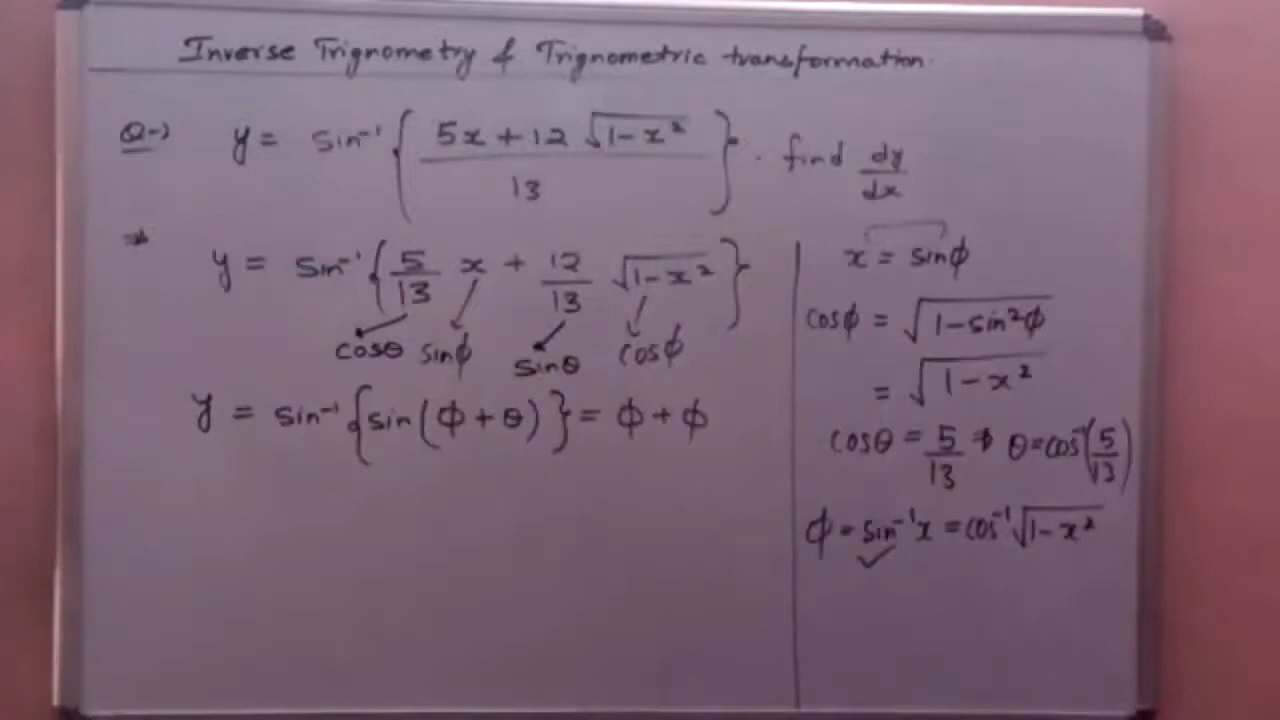 Inverse Trignometry & Trignometric transformation.
Q→) y = sin⁻¹ { (5x + 12 √(1-x²)) / 13 } . find dy/dx
⇒ y = sin⁻¹ { 5/13 x + 12/13 √(1-x²) }
cosθ sinϕ sinθ cosϕ
y = sin⁻¹ { sin(ϕ + θ) } = ϕ + ϕ
x = sinϕ
cosϕ = √(1-sin²ϕ)
= √(1-x²)
cosθ = 5/13 ⇒ θ = cos⁻¹(5/13)
ϕ = sin⁻¹x = cos⁻¹√(1-x²)
✓